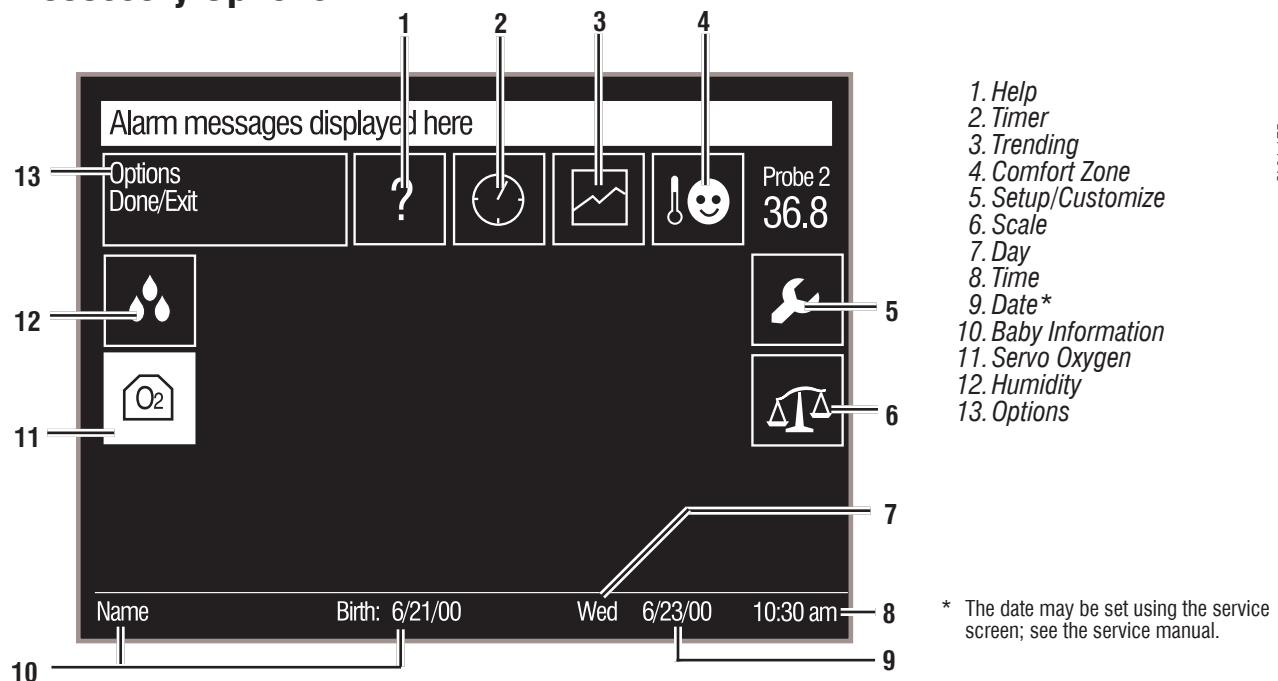 1 2 3 4
Alarm messages displayed here
13 Options
Done/Exit
?
Probe 2
36.8
12
5
O2
11
6
7
Name Birth: 6/21/00 Wed 6/23/00 10:30 am 8
10
9
1. Help
2. Timer
3. Trending
4. Comfort Zone
5. Setup/Customize
6. Scale
7. Day
8. Time
9. Date*
10. Baby Information
11. Servo Oxygen
12. Humidity
13. Options
* The date may be set using the service
screen; see the service manual.